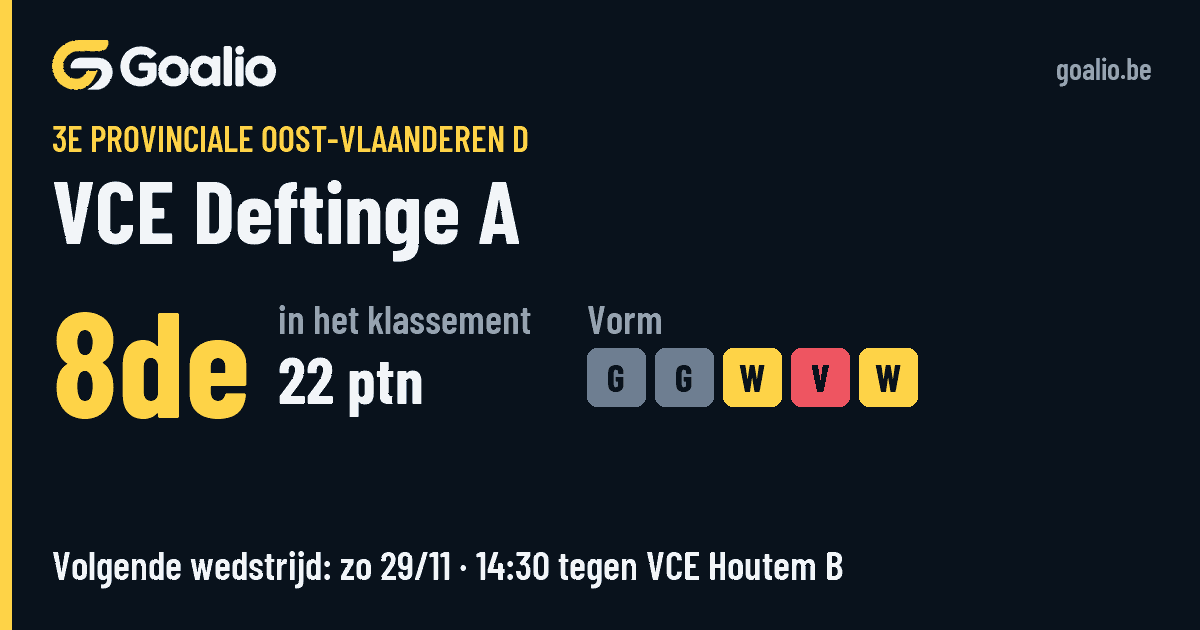 Goalio
goalio.be
3E PROVINCIALE OOST-VLAANDEREN D
VCE Deftinge A
8de
in het klassement
22 ptn
Vorm
G G W V W
Volgende wedstrijd: zo 29/11 · 14:30 tegen VCE Houtem B